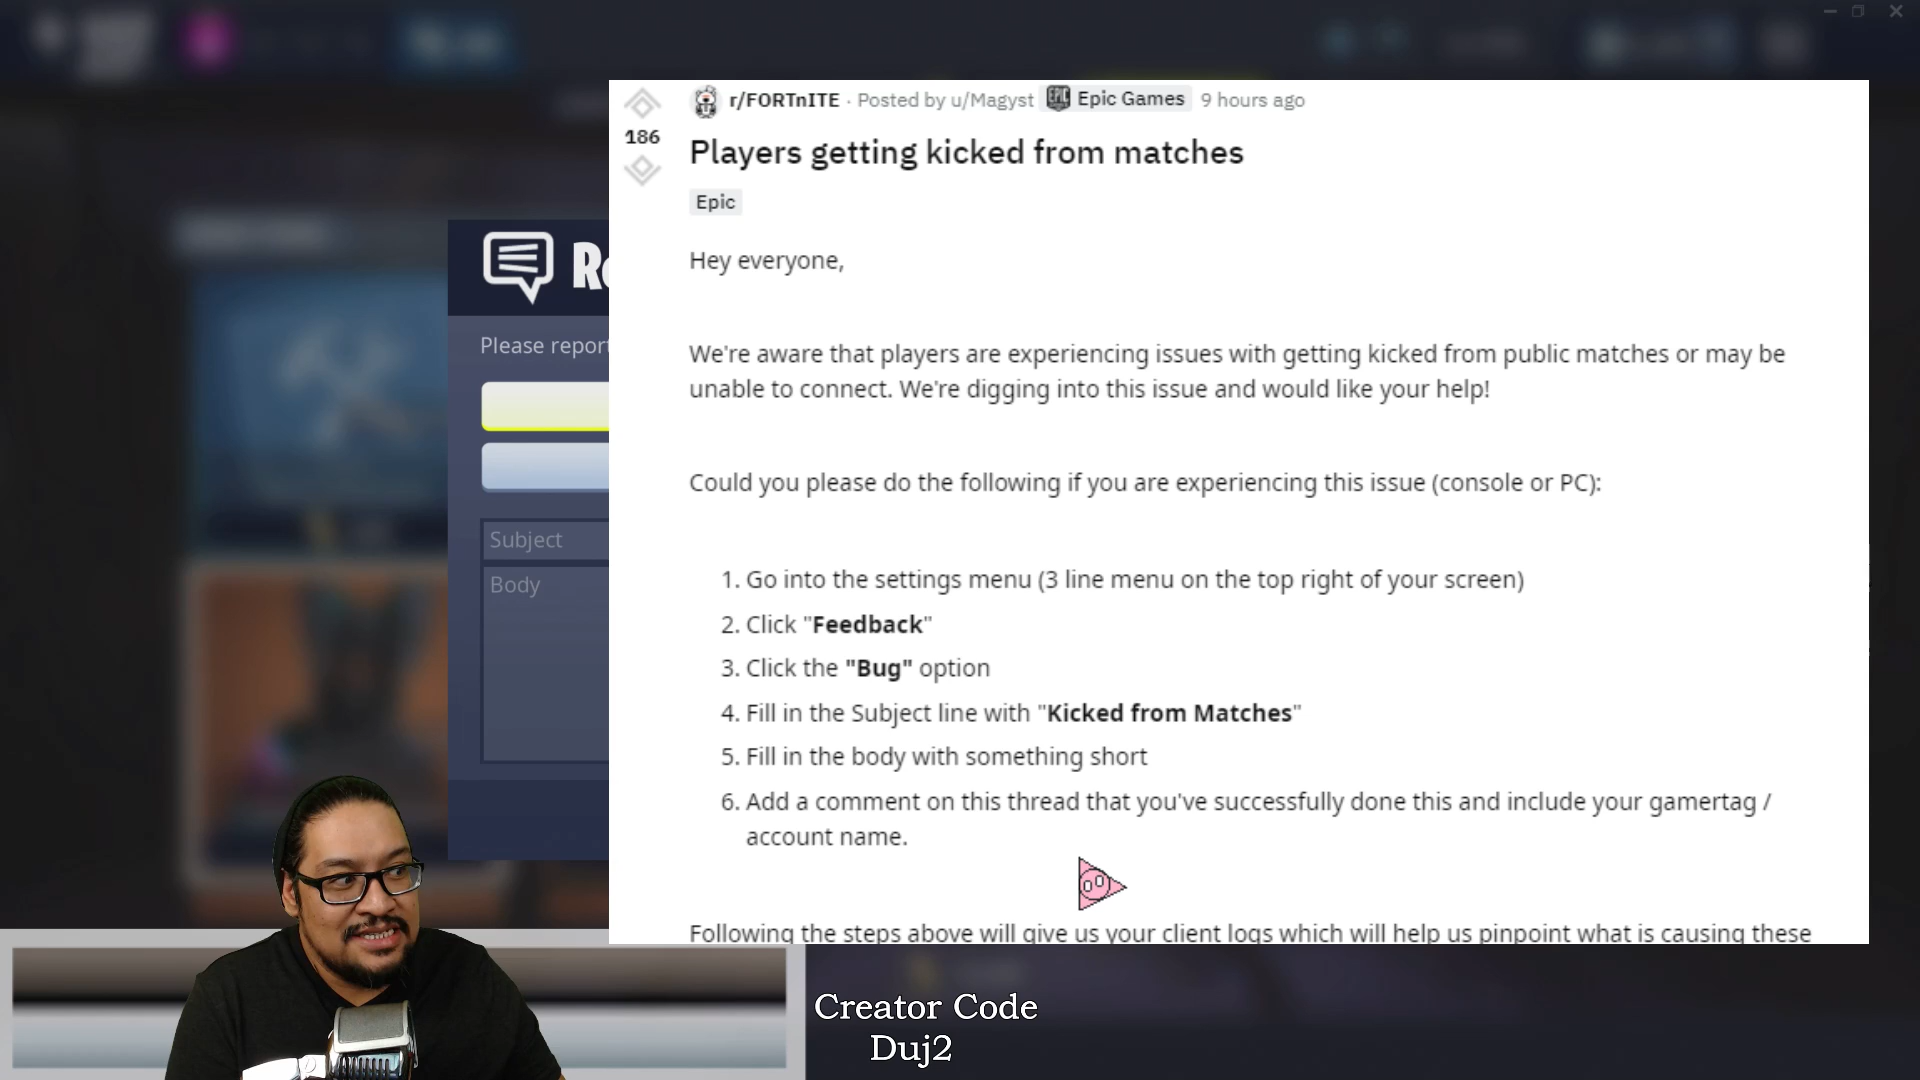 r/FORTnITE · Posted by u/Magyst EPIC Epic Games 9 hours ago
186
Players getting kicked from matches
Epic
Hey everyone,
We're aware that players are experiencing issues with getting kicked from public matches or may be
unable to connect. We're digging into this issue and would like your help!
Could you please do the following if you are experiencing this issue (console or PC):
1. Go into the settings menu (3 line menu on the top right of your screen)
2. Click "Feedback"
3. Click the "Bug" option
4. Fill in the Subject line with "Kicked from Matches"
5. Fill in the body with something short
6. Add a comment on this thread that you've successfully done this and include your gamertag /
account name.
Following the steps above will give us your client logs which will help us pinpoint what is causing these
Please report
Subject
Body
Creator Code
Duj2